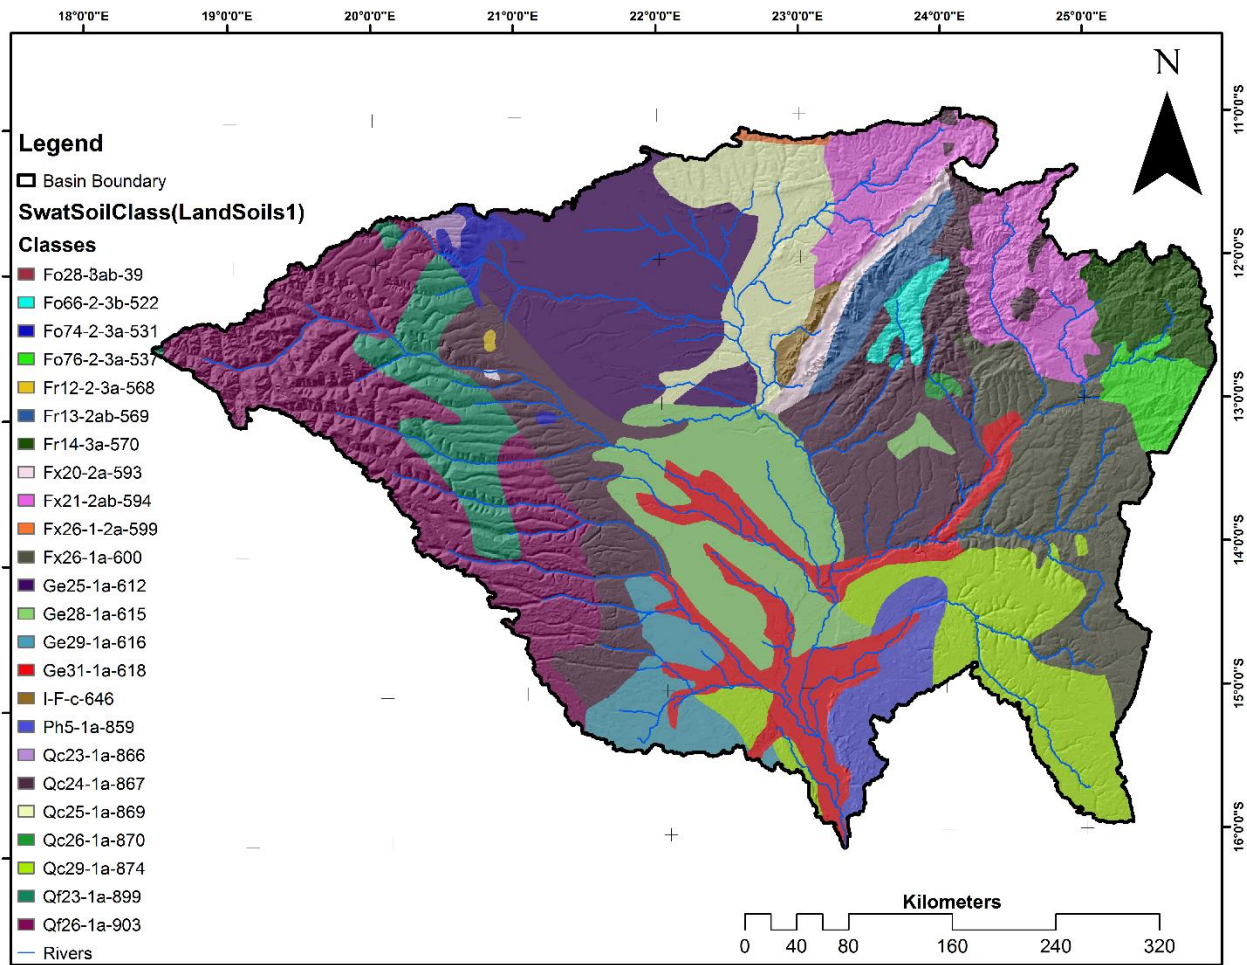 18°0'0"E 19°0'0"E 20°0'0"E 21°0'0"E 22°0'0"E 23°0'0"E 24°0'0"E 25°0'0"E
N
11°0'0"S
12°0'0"S
13°0'0"S
14°0'0"S
15°0'0"S
16°0'0"S
Legend
Basin Boundary
SwatSoilClass(LandSoils1)
Classes
Fo28-3ab-39
Fo66-2-3b-522
Fo74-2-3a-531
Fo76-2-3a-537
Fr12-2-3a-568
Fr13-2ab-569
Fr14-3a-570
Fx20-2a-593
Fx21-2ab-594
Fx26-1-2a-599
Fx26-1a-600
Ge25-1a-612
Ge28-1a-615
Ge29-1a-616
Ge31-1a-618
I-F-c-646
Ph5-1a-859
Qc23-1a-866
Qc24-1a-867
Qc25-1a-869
Qc26-1a-870
Qc29-1a-874
Qf23-1a-899
Qf26-1a-903
Rivers
Kilometers
0 40 80 160 240 320